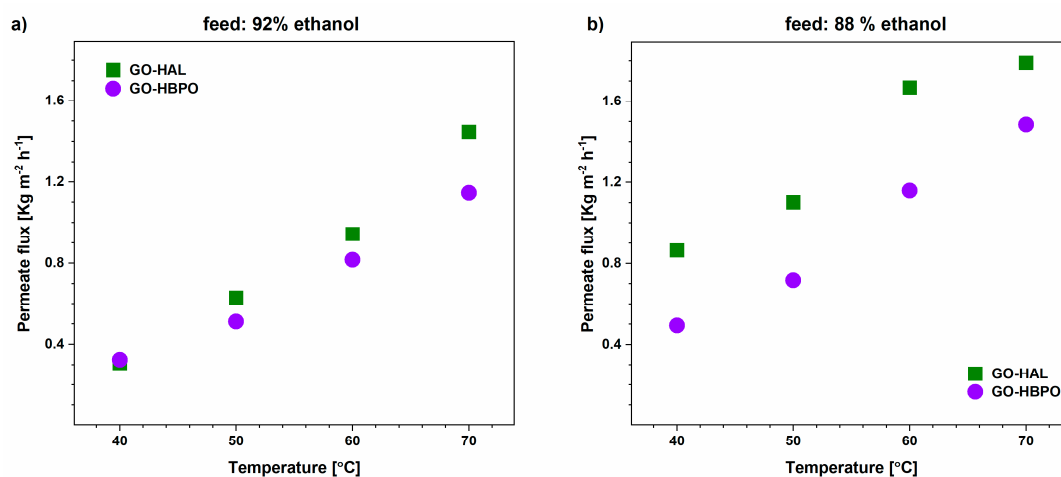 a)
feed: 92% ethanol
GO-HAL
GO-HBPO
Permeate flux [Kg m⁻² h⁻¹]
1.6
1.2
0.8
0.4
40 50 60 70
Temperature [°C]
b)
feed: 88 % ethanol
Permeate flux [Kg m⁻² h⁻¹]
1.6
1.2
0.8
0.4
GO-HAL
GO-HBPO
40 50 60 70
Temperature [°C]